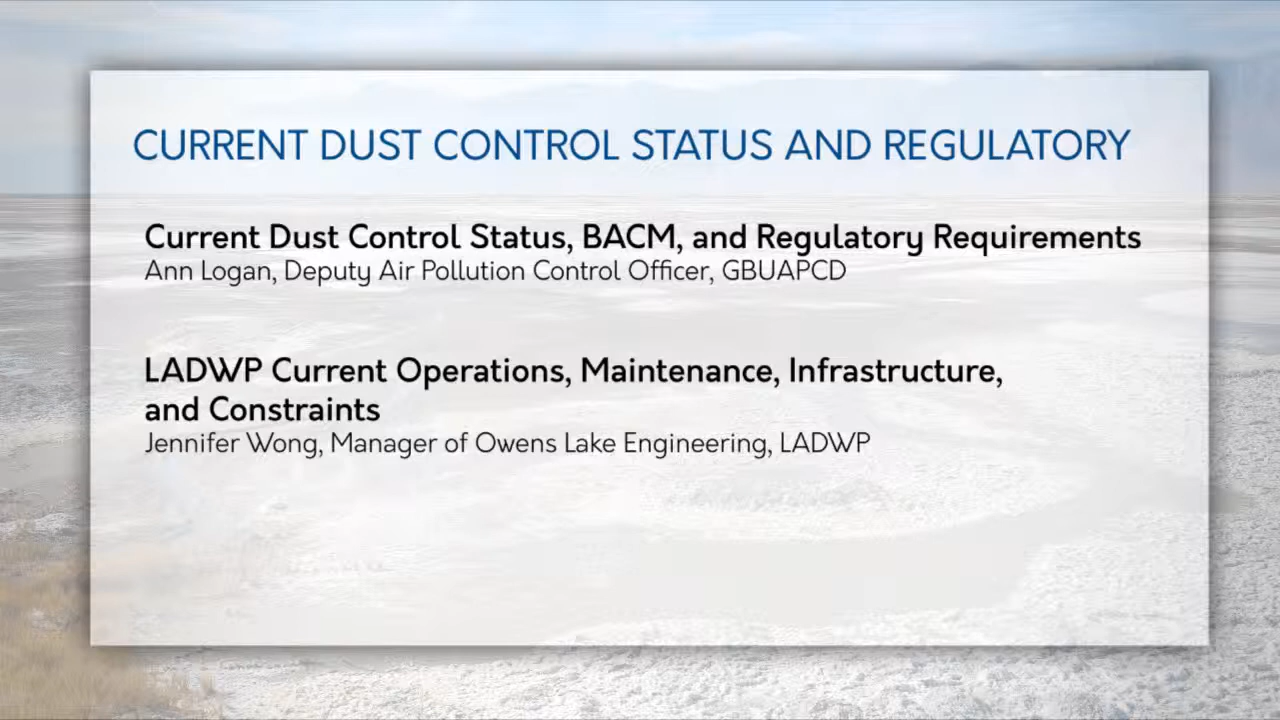 CURRENT DUST CONTROL STATUS AND REGULATORY
Current Dust Control Status, BACM, and Regulatory Requirements
Ann Logan, Deputy Air Pollution Control Officer, GBUAPCD
LADWP Current Operations, Maintenance, Infrastructure,
and Constraints
Jennifer Wong, Manager of Owens Lake Engineering, LADWP